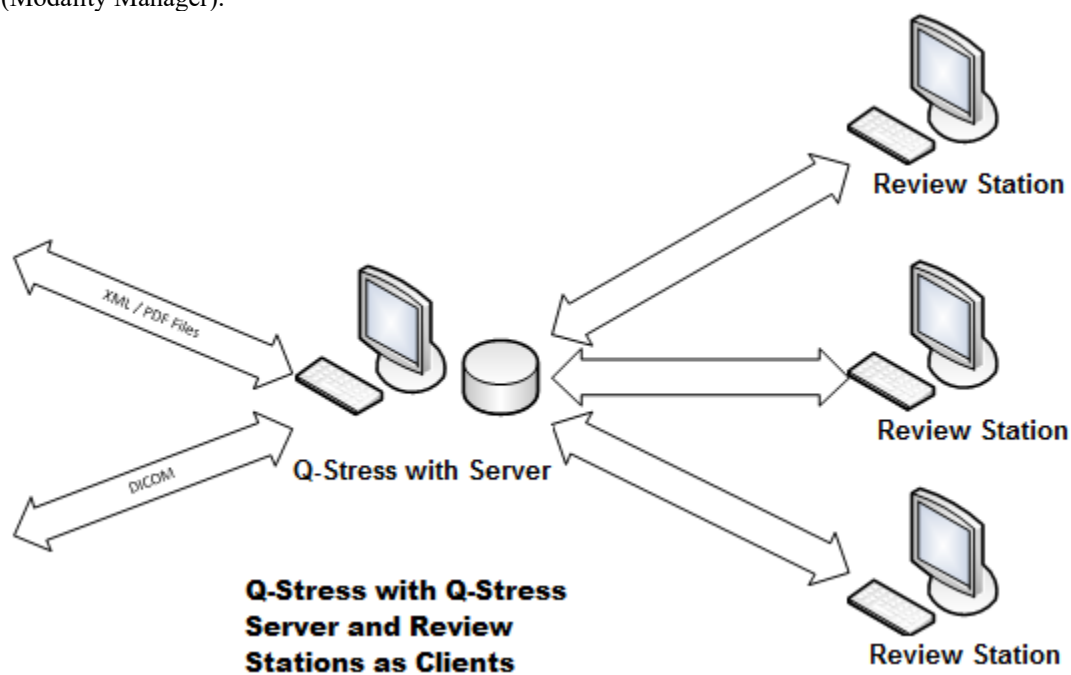 (Modality Manager).
Review Station
XML / PDF Files
Review Station
Q-Stress with Server
DICOM
Q-Stress with Q-Stress
Server and Review
Stations as Clients
Review Station